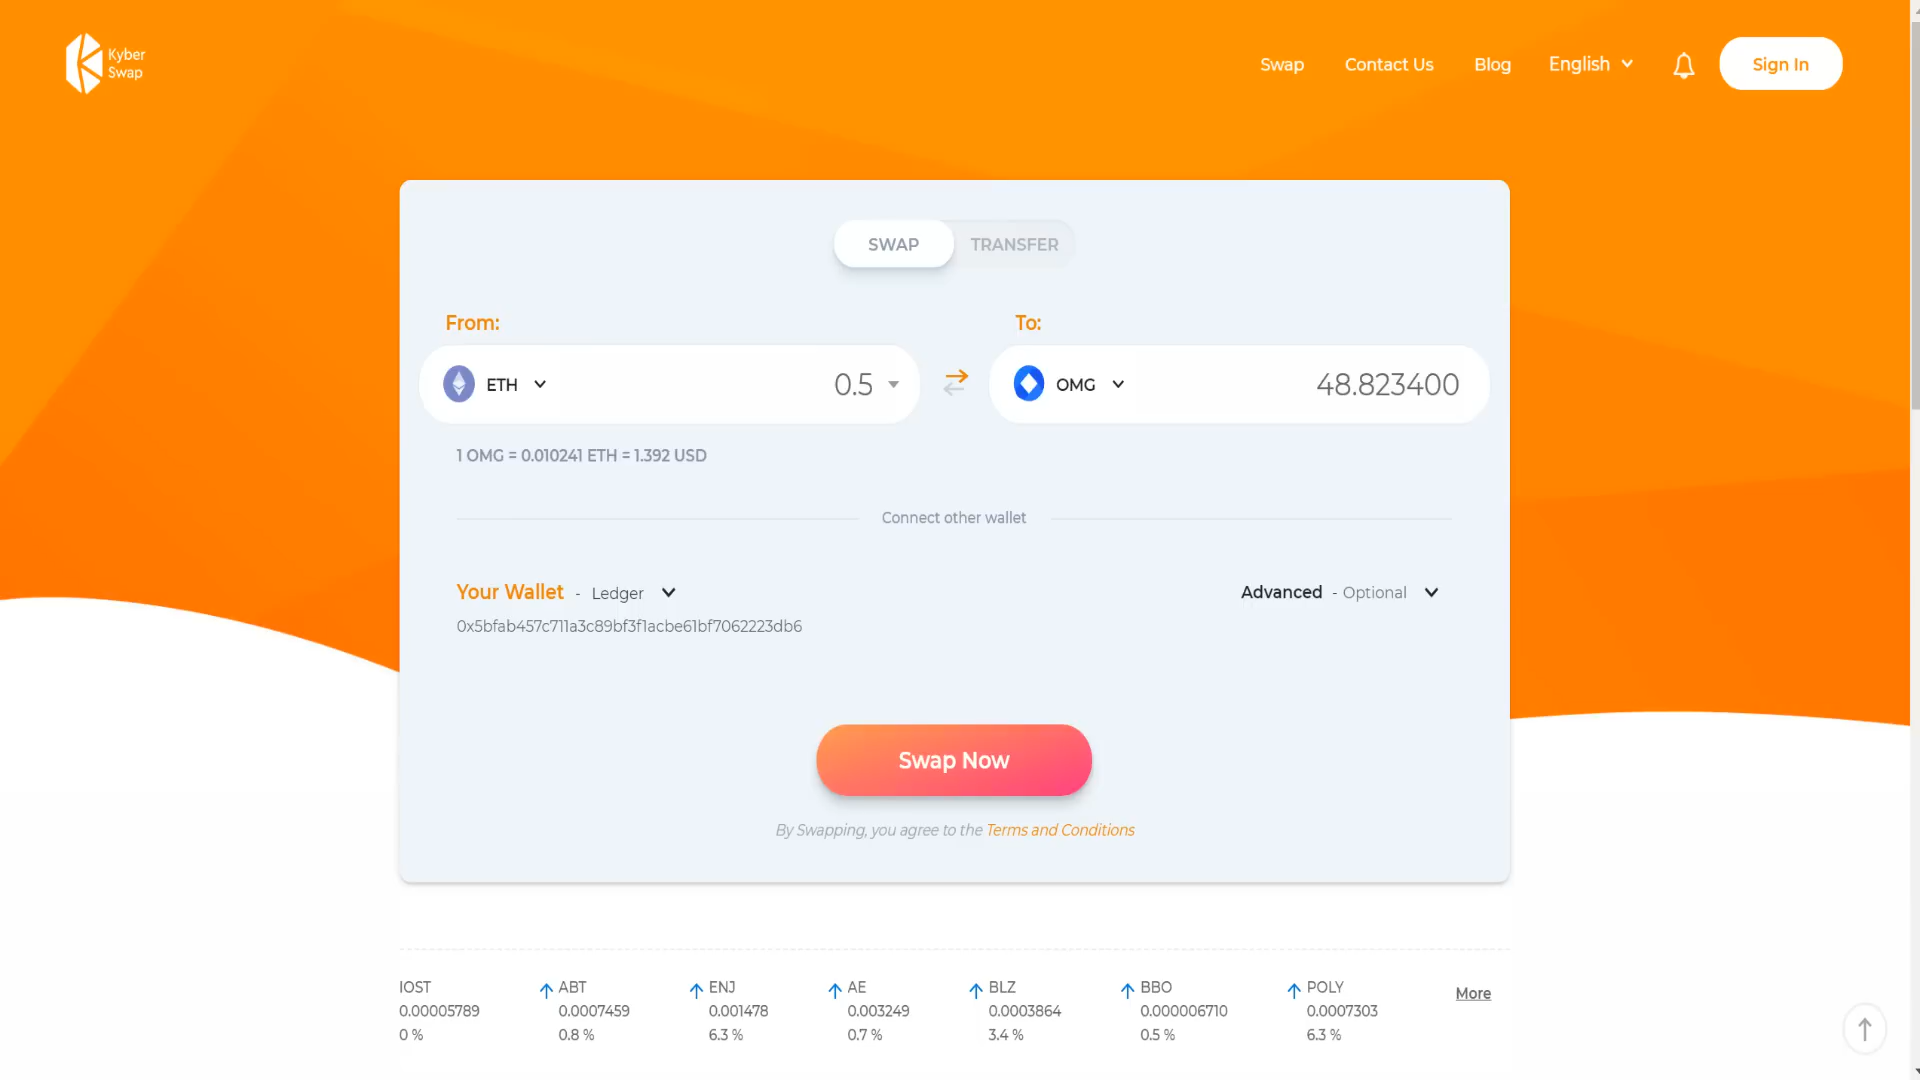 Kyber
Swap
Swap
Contact Us
Blog
English
Sign In
SWAP
TRANSFER
From:
To:
ETH
0.5
OMG
48.823400
1 OMG = 0.010241 ETH = 1.392 USD
Connect other wallet
Your Wallet - Ledger
Advanced - Optional
0x5bfab457c711a3c89bf3f1acbe61bf7062223db6
Swap Now
By Swapping, you agree to the Terms and Conditions
IOST
0.00005789
0 %
ABT
0.0007459
0.8 %
ENJ
0.001478
6.3 %
AE
0.003249
0.7 %
BLZ
0.0003864
3.4 %
BBO
0.000006710
0.5 %
POLY
0.0007303
6.3 %
More